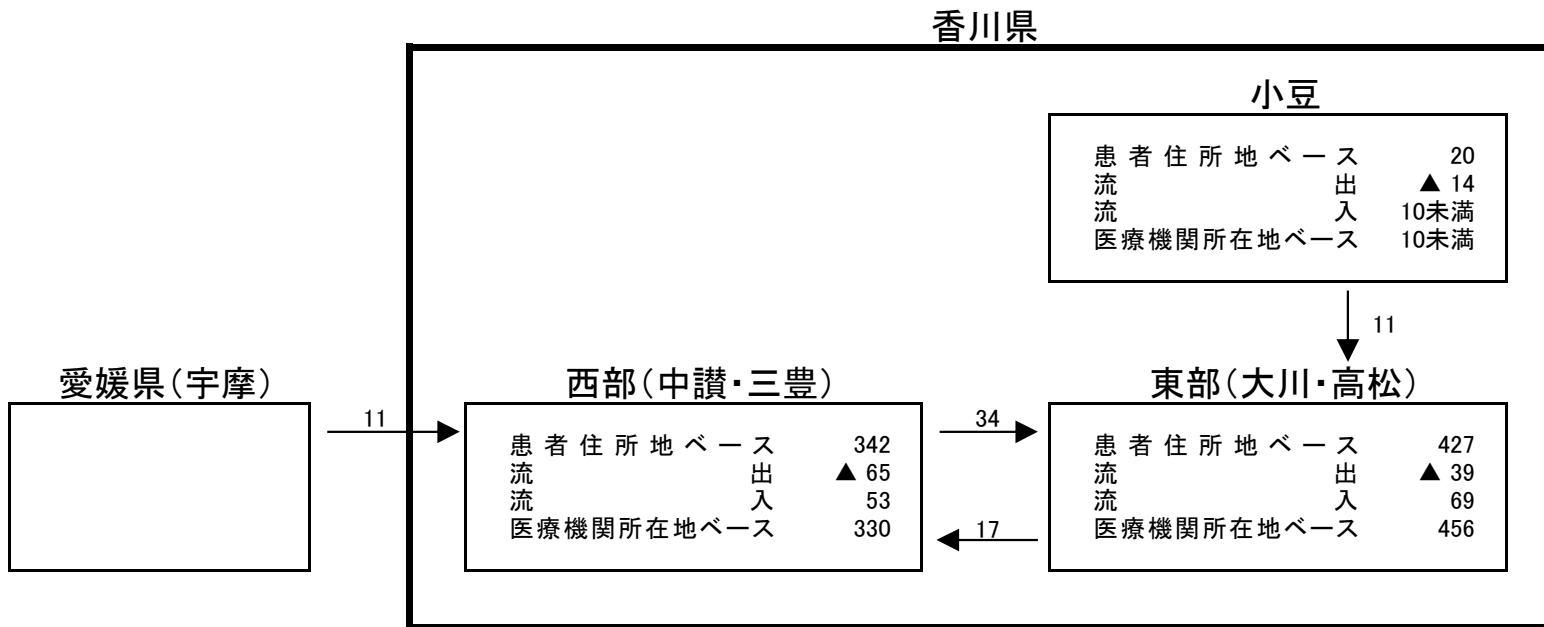 香川県
小豆
患者住所地ベース 20
流出 ▲ 14
流入 10未満
医療機関所在地ベース 10未満
11
愛媛県(宇摩)
11
西部(中讃・三豊)
患者住所地ベース 342
流出 ▲ 65
流入 53
医療機関所在地ベース 330
34
17
東部(大川・高松)
患者住所地ベース 427
流出 ▲ 39
流入 69
医療機関所在地ベース 456